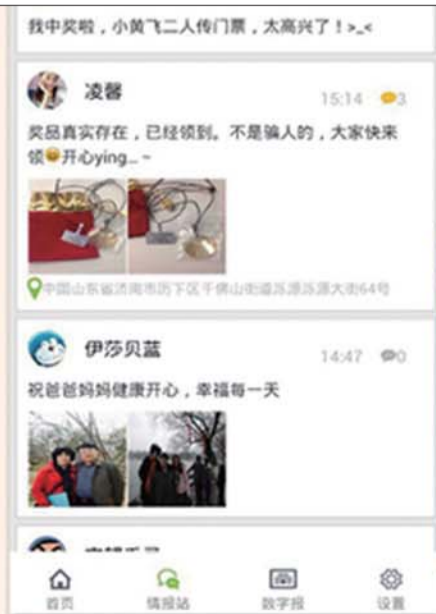 我中奖啦，小黄飞二人传门票，太高兴了！>_<
凌馨
15:14 3
奖品真实存在，已经领到。不是骗人的，大家快来
领😄开心ying...~
中国山东省济南市历下区千佛山街道泺源泺源大街64号
伊莎贝蓝
14:47 0
祝爸爸妈妈健康开心，幸福每一天
首页 情报站 数字报 设置